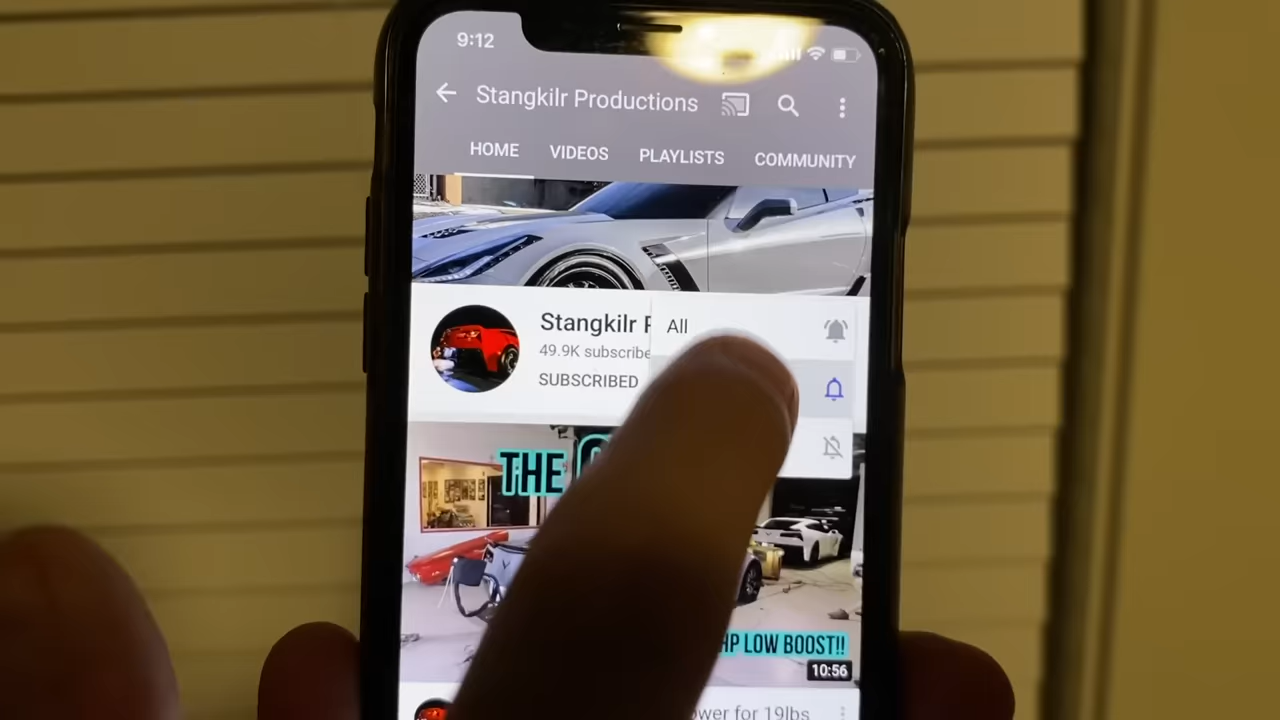 9:12
Stangkilr Productions
HOME VIDEOS PLAYLISTS COMMUNITY
Stangkilr
49.9K
SUBSCRIBED
All
THE
HP LOW BOOST!!
10:56
for 19lbs